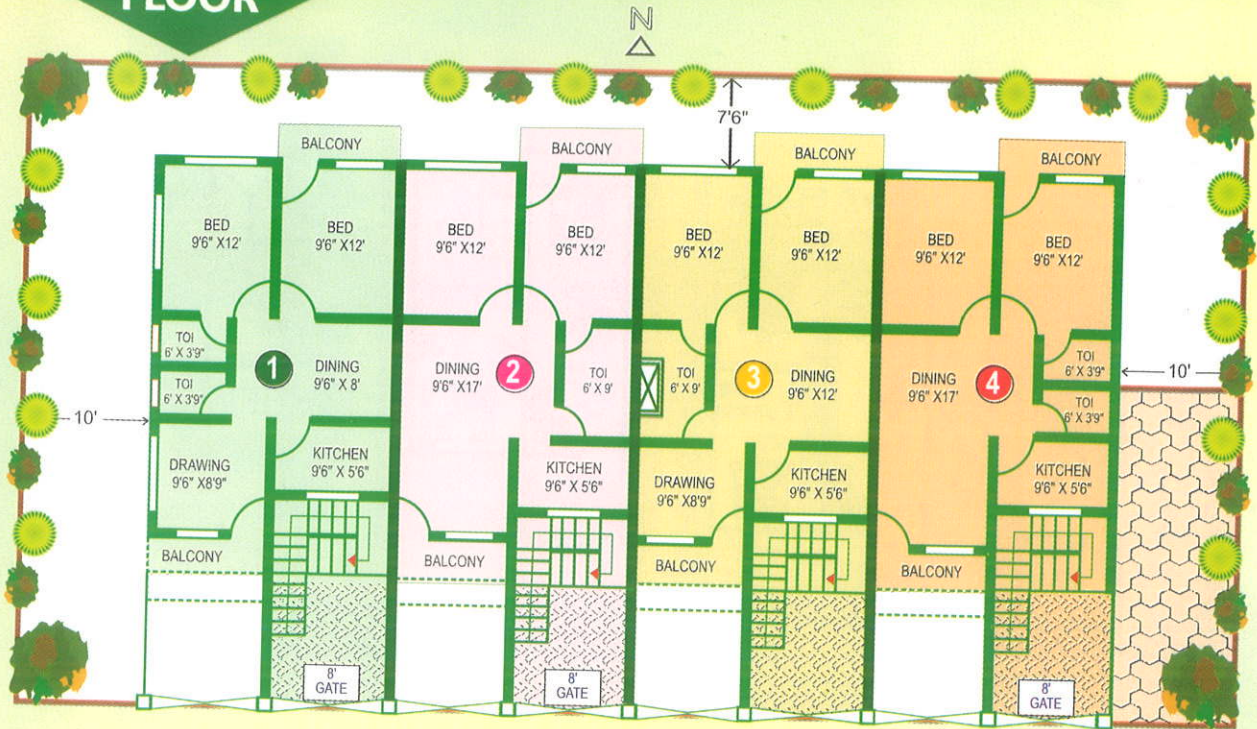 FLOOR
N
7'6"
BALCONY
BALCONY
BALCONY
BALCONY
BED
9'6" X12'
BED
9'6" X12'
BED
9'6" X12'
BED
9'6" X12'
BED
9'6" X12'
BED
9'6" X12'
BED
9'6" X12'
BED
9'6" X12'
TOI
6' X 3'9"
TOI
6' X 3'9"
1
DINING
9'6" X 8'
DINING
9'6" X17'
2
TOI
6' X 9'
TOI
6' X 9'
3
DINING
9'6" X12'
DINING
9'6" X17'
4
TOI
6' X 3'9"
TOI
6' X 3'9"
10'
10'
DRAWING
9'6" X8'9"
KITCHEN
9'6" X 5'6"
KITCHEN
9'6" X 5'6"
DRAWING
9'6" X8'9"
KITCHEN
9'6" X 5'6"
KITCHEN
9'6" X 5'6"
BALCONY
BALCONY
BALCONY
BALCONY
8'
GATE
8'
GATE
8'
GATE